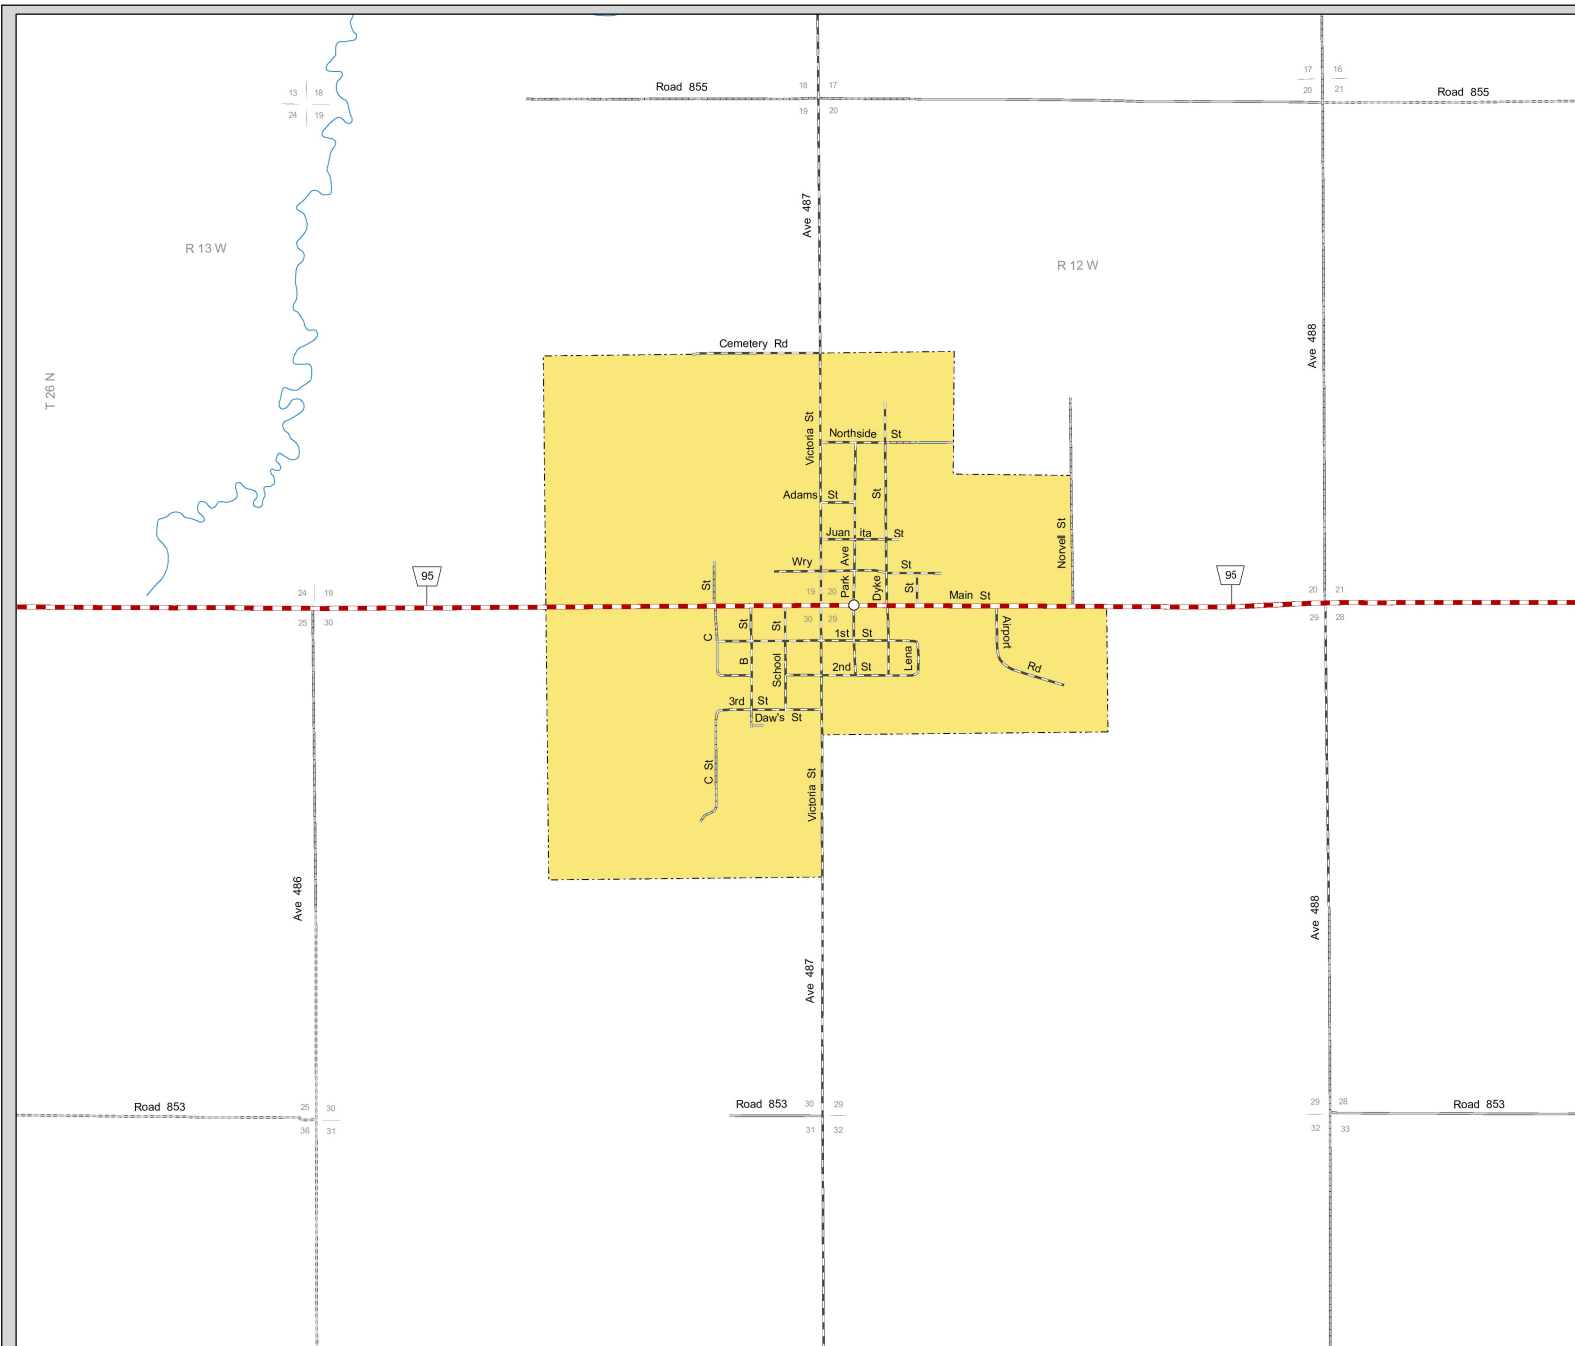 17 16
Road 855
18 17
20 21
Road 855
13 18
24 19
19 20
Ave 487
R 13 W
R 12 W
Cemetery Rd
Ave 488
T 26 N
Victoria St
Northside St
Adams St
St
Juanita St
Norvell St
Wry St
Park Ave
Dyke
St
95
95
St
24 19
19 20
Main St
20 21
25 30
30 29
29 28
C
St
St
1st St
Airport Rd
B
School
2nd St
Lena
3rd St
Daw's St
C St
Victoria St
Ave 486
Ave 488
Ave 487
Road 853
25 30
Road 853
30 29
29 28
Road 853
36 31
31 32
32 33